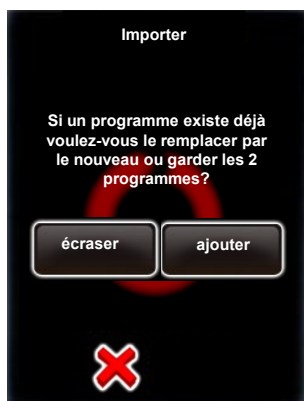 Importer
Si un programme existe déjà
voulez-vous le remplacer par
le nouveau ou garder les 2
programmes?
écraser
ajouter